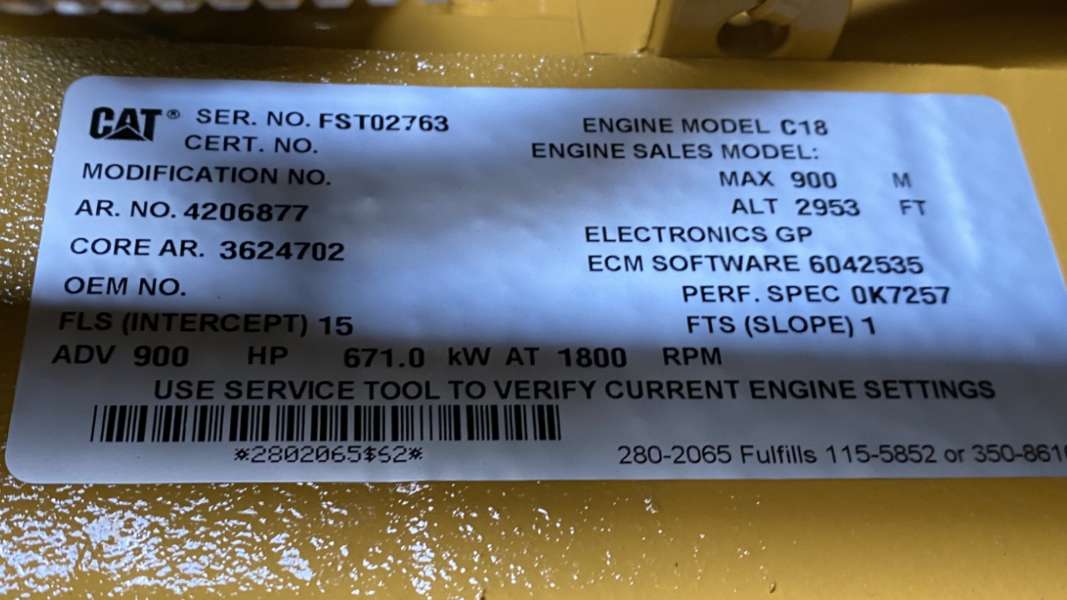 CAT® SER. NO. FST02763
CERT. NO.
MODIFICATION NO.
AR. NO. 4206877
CORE AR. 3624702
OEM NO.
FLS (INTERCEPT) 15
ENGINE MODEL C18
ENGINE SALES MODEL:
MAX 900 M
ALT 2953 FT
ELECTRONICS GP
ECM SOFTWARE 6042535
PERF. SPEC 0K7257
FTS (SLOPE) 1
ADV 900 HP 671.0 kW AT 1800 RPM
USE SERVICE TOOL TO VERIFY CURRENT ENGINE SETTINGS
*2802065$62*
280-2065 Fulfills 115-5852 or